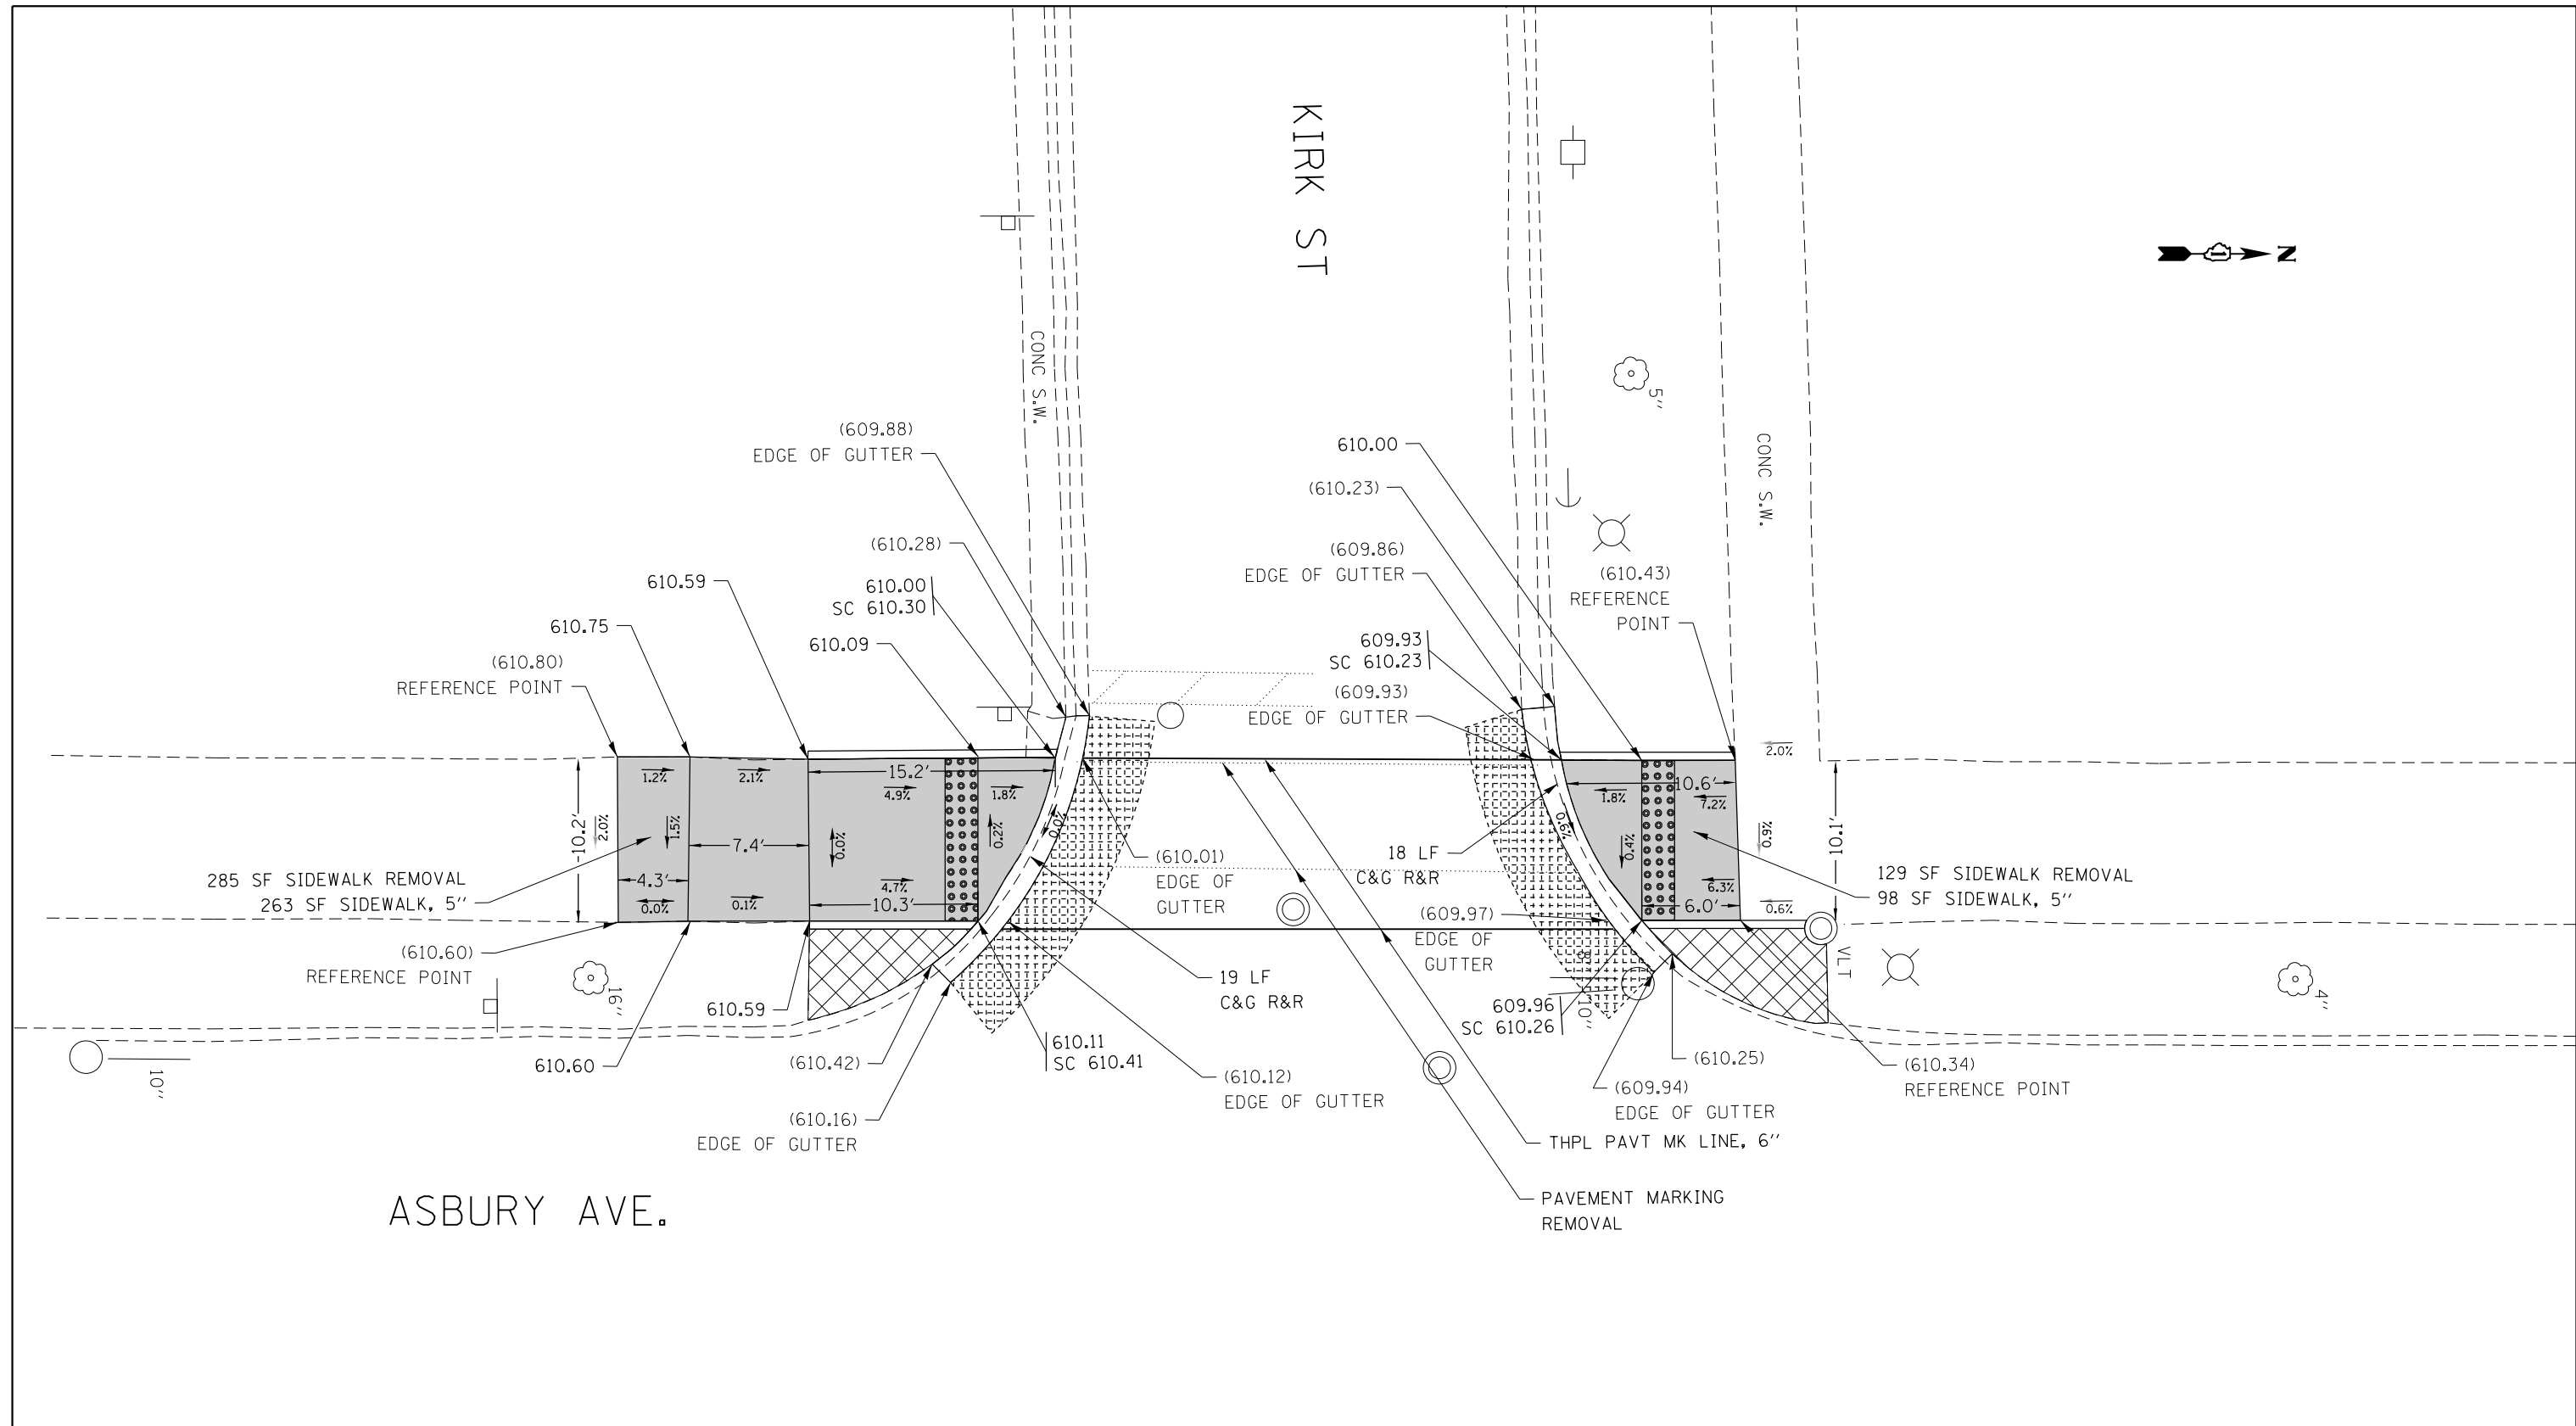 KIRK ST
N
CONC S.W.
5"
CONC S.W.
(609.88)
EDGE OF GUTTER
610.00
(610.23)
(610.28)
(609.86)
EDGE OF GUTTER
610.59
610.00
SC 610.30
(610.43)
REFERENCE
POINT
610.75
610.09
609.93
SC 610.23
(610.80)
REFERENCE POINT
(609.93)
EDGE OF GUTTER
2.0%
1.2%
2.1%
15.2'
4.9%
1.8%
1.8%
10.6'
7.2%
10.2'
2.0%
1.5%
7.4'
0.0%
0.2%
0.0%
0.6%
0.4%
0.9%
10.1'
285 SF SIDEWALK REMOVAL
263 SF SIDEWALK, 5"
4.3'
0.0%
0.1%
4.7%
10.3'
(610.01)
EDGE OF
GUTTER
18 LF
C&G R&R
6.3%
6.0'
0.6%
129 SF SIDEWALK REMOVAL
98 SF SIDEWALK, 5"
(610.60)
REFERENCE POINT
16"
610.59
19 LF
C&G R&R
(609.97)
EDGE OF
GUTTER
8"
10"
VLT
4"
609.96
SC 610.26
610.60
10"
(610.42)
610.11
SC 610.41
(610.12)
EDGE OF GUTTER
(610.25)
(609.94)
EDGE OF GUTTER
(610.34)
REFERENCE POINT
(610.16)
EDGE OF GUTTER
THPL PAVT MK LINE, 6"
PAVEMENT MARKING
REMOVAL
ASBURY AVE.